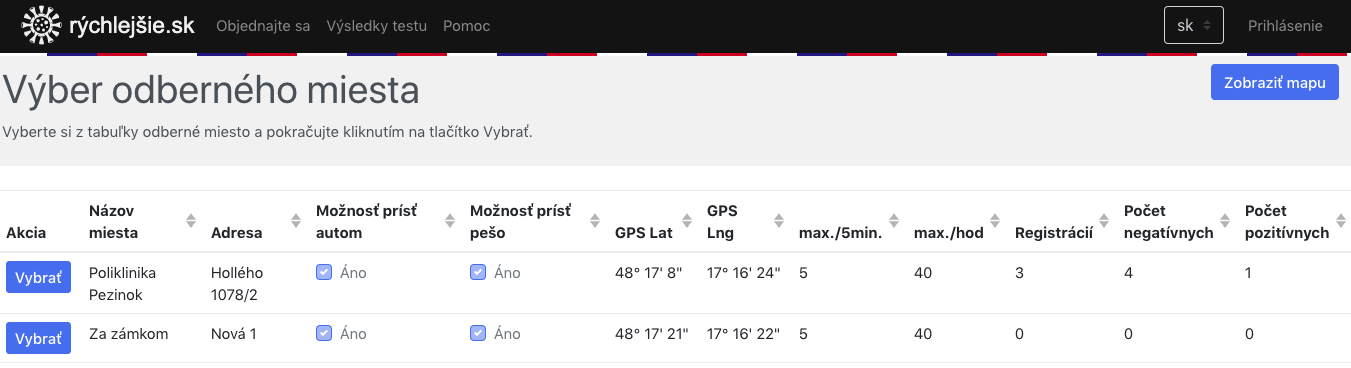 rýchlejšie.sk Objednajte sa Výsledky testu Pomoc sk Prihlásenie
Výber odberného miesta
Zobraziť mapu
Vyberte si z tabuľky odberné miesto a pokračujte kliknutím na tlačítko Vybrať.
Akcia Názov miesta Adresa Možnosť prísť autom Možnosť prísť pešo GPS Lat GPS Lng max./5min. max./hod Registrácií Počet negatívnych Počet pozitívnych
Vybrať Poliklinika Pezinok Hollého 1078/2 Áno Áno 48° 17' 8" 17° 16' 24" 5 40 3 4 1
Vybrať Za zámkom Nová 1 Áno Áno 48° 17' 21" 17° 16' 22" 5 40 0 0 0